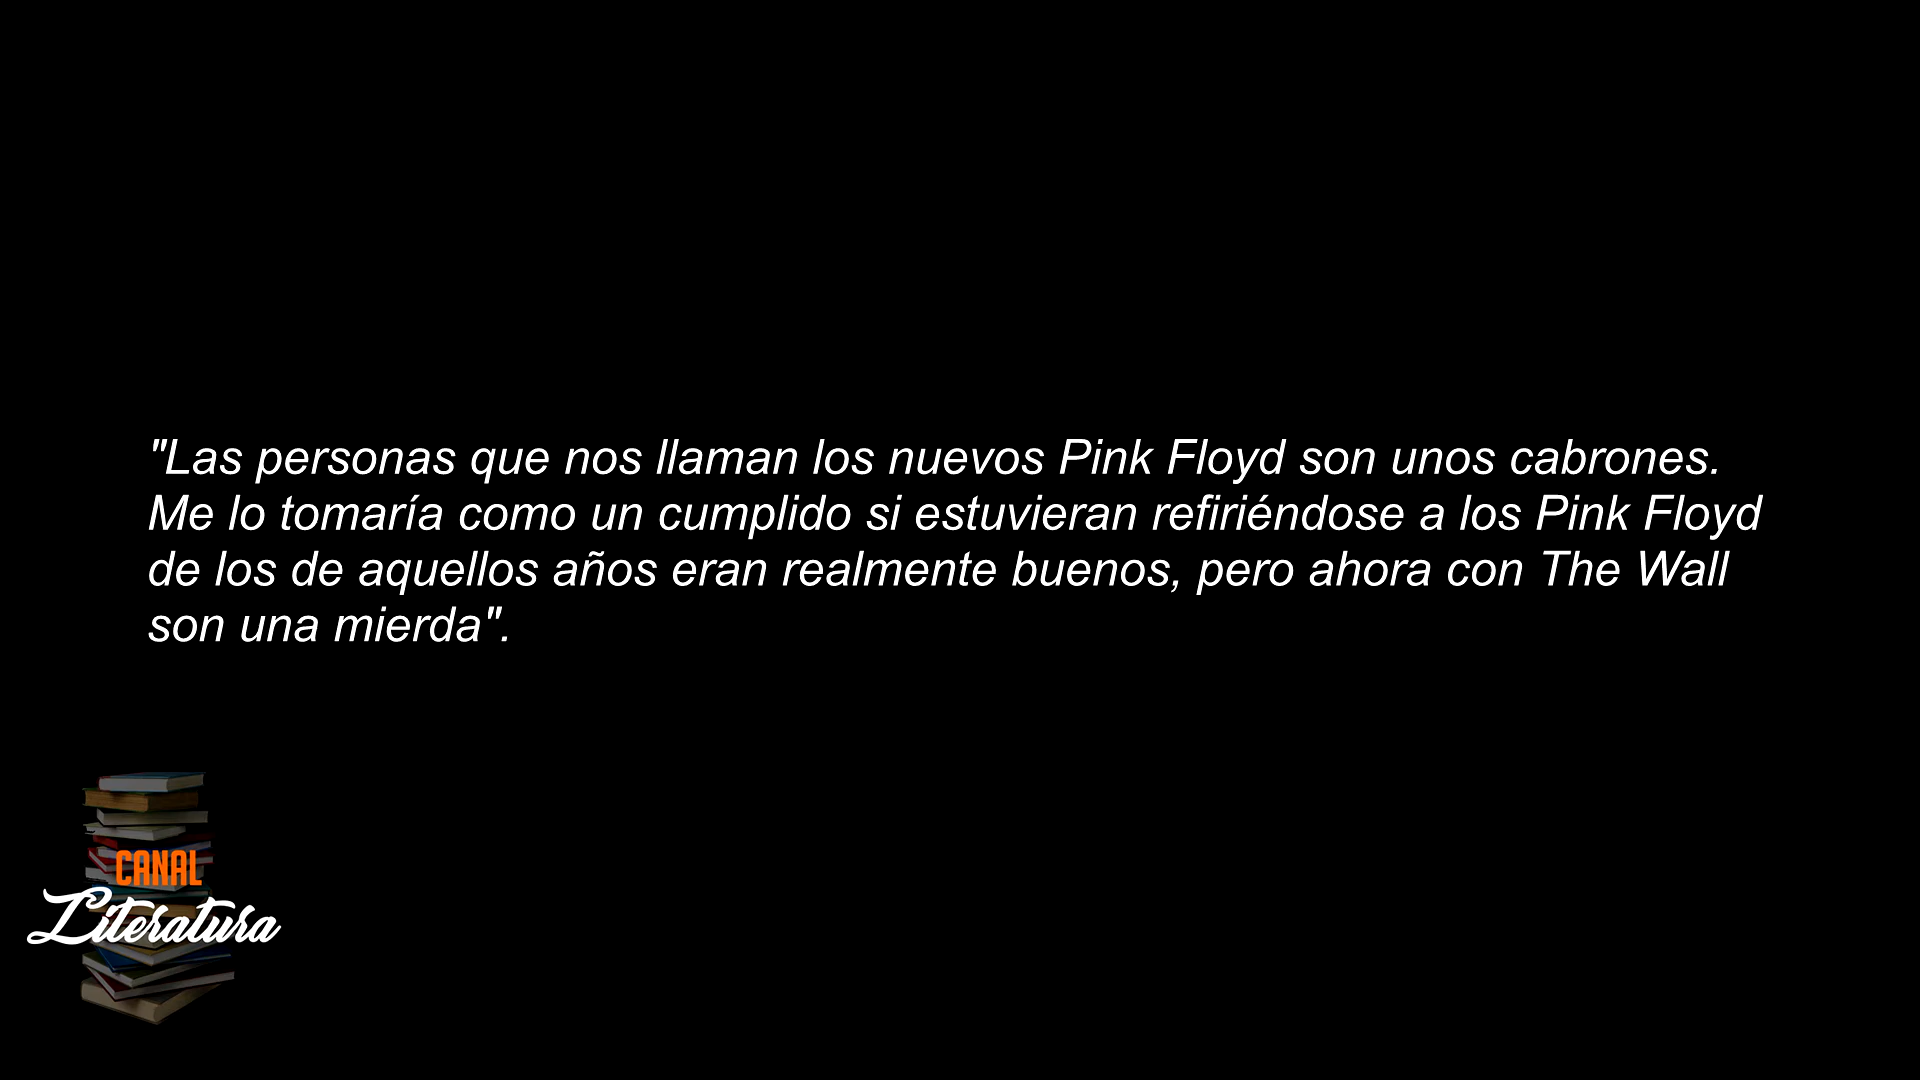 "Las personas que nos llaman los nuevos Pink Floyd son unos cabrones.
Me lo tomaría como un cumplido si estuvieran refiriéndose a los Pink Floyd
de los de aquellos años eran realmente buenos, pero ahora con The Wall
son una mierda".
CANAL
Literatura